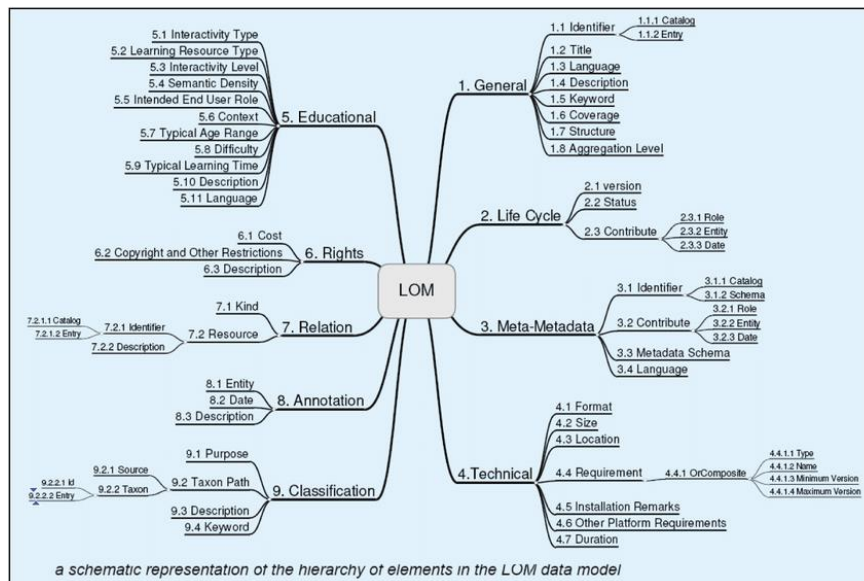 LOM
1. General
1.1 Identifier
1.1.1 Catalog
1.1.2 Entry
1.2 Title
1.3 Language
1.4 Description
1.5 Keyword
1.6 Coverage
1.7 Structure
1.8 Aggregation Level
2. Life Cycle
2.1 version
2.2 Status
2.3 Contribute
2.3.1 Role
2.3.2 Entity
2.3.3 Date
3. Meta-Metadata
3.1 Identifier
3.1.1 Catalog
3.1.2 Schema
3.2 Contribute
3.2.1 Role
3.2.2 Entity
3.2.3 Date
3.3 Metadata Schema
3.4 Language
4.Technical
4.1 Format
4.2 Size
4.3 Location
4.4 Requirement
4.4.1 OrComposite
4.4.1.1 Type
4.4.1.2 Name
4.4.1.3 Minimum Version
4.4.1.4 Maximum Version
4.5 Installation Remarks
4.6 Other Platform Requirements
4.7 Duration
5. Educational
5.1 Interactivity Type
5.2 Learning Resource Type
5.3 Interactivity Level
5.4 Semantic Density
5.5 Intended End User Role
5.6 Context
5.7 Typical Age Range
5.8 Difficulty
5.9 Typical Learning Time
5.10 Description
5.11 Language
6. Rights
6.1 Cost
6.2 Copyright and Other Restrictions
6.3 Description
7. Relation
7.1 Kind
7.2 Resource
7.2.1 Identifier
7.2.1.1 Catalog
7.2.1.2 Entry
7.2.2 Description
8. Annotation
8.1 Entity
8.2 Date
8.3 Description
9. Classification
9.1 Purpose
9.2 Taxon Path
9.2.1 Source
9.2.2 Taxon
9.2.2.1 Id
9.2.2.2 Entry
9.3 Description
9.4 Keyword
a schematic representation of the hierarchy of elements in the LOM data model